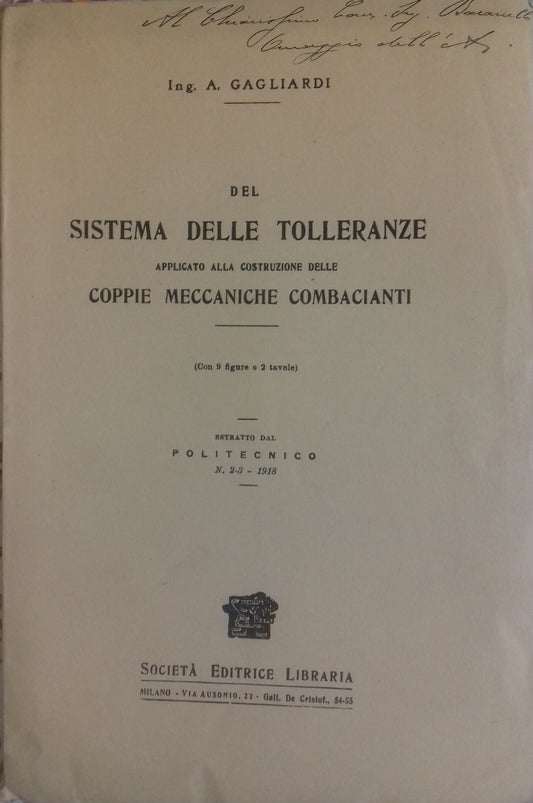 Al Chiarissimo Comm. Ing.
Omaggio dell'A.
Ing. A. GAGLIARDI
DEL
SISTEMA DELLE TOLLERANZE
APPLICATO ALLA COSTRUZIONE DELLE
COPPIE MECCANICHE COMBACIANTI
(Con 9 figure e 2 tavole)
ESTRATTO DAL
POLITECNICO
N. 2-3 - 1918
SOCIETÀ EDITRICE LIBRARIA
MILANO - VIA AUSONIO, 22 - Gall. De Cristof., 54-55